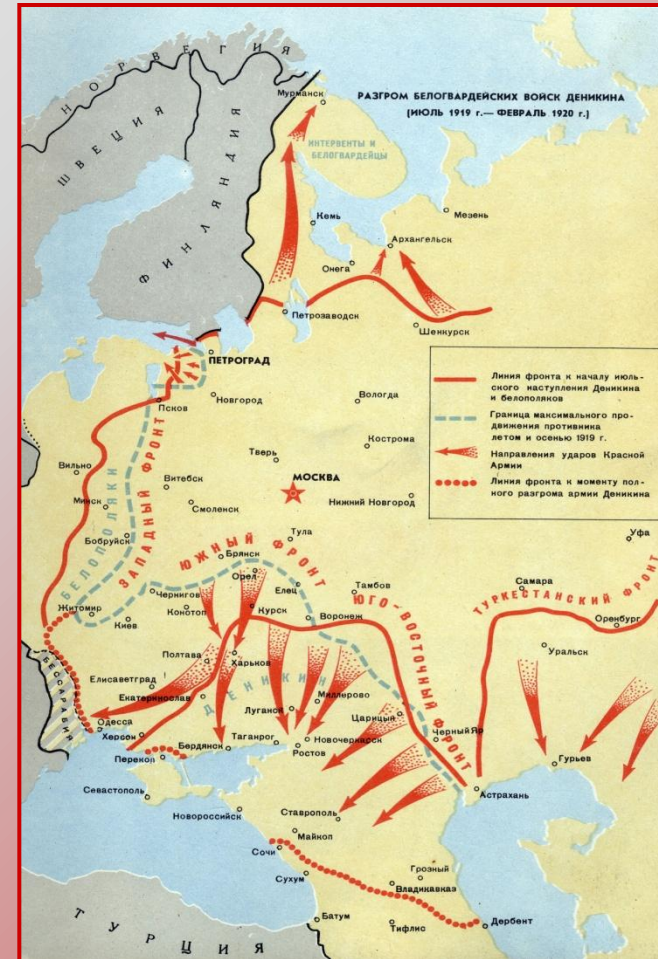 РАЗГРОМ БЕЛОГВАРДЕЙСКИХ ВОЙСК ДЕНИКИНА
(ИЮЛЬ 1919 г.— ФЕВРАЛЬ 1920 г.)
НОРВЕГИЯ
ШВЕЦИЯ
ФИНЛЯНДИЯ
Мурманск
ИНТЕРВЕНТЫ И
БЕЛОГВАРДЕЙЦЫ
Кемь
Мезень
Архангельск
Онега
Петрозаводск
Шенкурск
ПЕТРОГРАД
Псков
Новгород
Вологда
Кострома
Тверь
МОСКВА
Нижний Новгород
Линия фронта к началу июль-
ского наступления Деникина
и белополяков
Граница максимального про-
движения противника
летом и осенью 1919 г.
Направления ударов Красной
Армии
Линия фронта к моменту пол-
ного разгрома армии Деникина
Вильно
Витебск
Минск
Смоленск
Бобруйск
БЕЛОПОЛЯКИ
ЗАПАДНЫЙ ФРОНТ
Тула
Уфа
Брянск
ЮЖНЫЙ ФРОНТ
Орел
Елец
Тамбов
Самара
ТУРКЕСТАНСКИЙ ФРОНТ
Оренбург
Чернигов
Житомир
Конотоп
Курск
Воронеж
ЮГО-ВОСТОЧНЫЙ ФРОНТ
Киев
Уральск
Полтава
Харьков
Елисаветград
Екатеринослав
ДЕНИКИН
Миллерово
Луганск
Царицын
Черный Яр
БЕССАРАБИЯ
Одесса
Херсон
Бердянск
Таганрог
Новочеркасск
Ростов
Гурьев
Перекоп
Астрахань
Севастополь
Новороссийск
Ставрополь
Майкоп
Сочи
Грозный
Сухум
Владикавказ
Батум
Тифлис
Дербент
ТУРЦИЯ